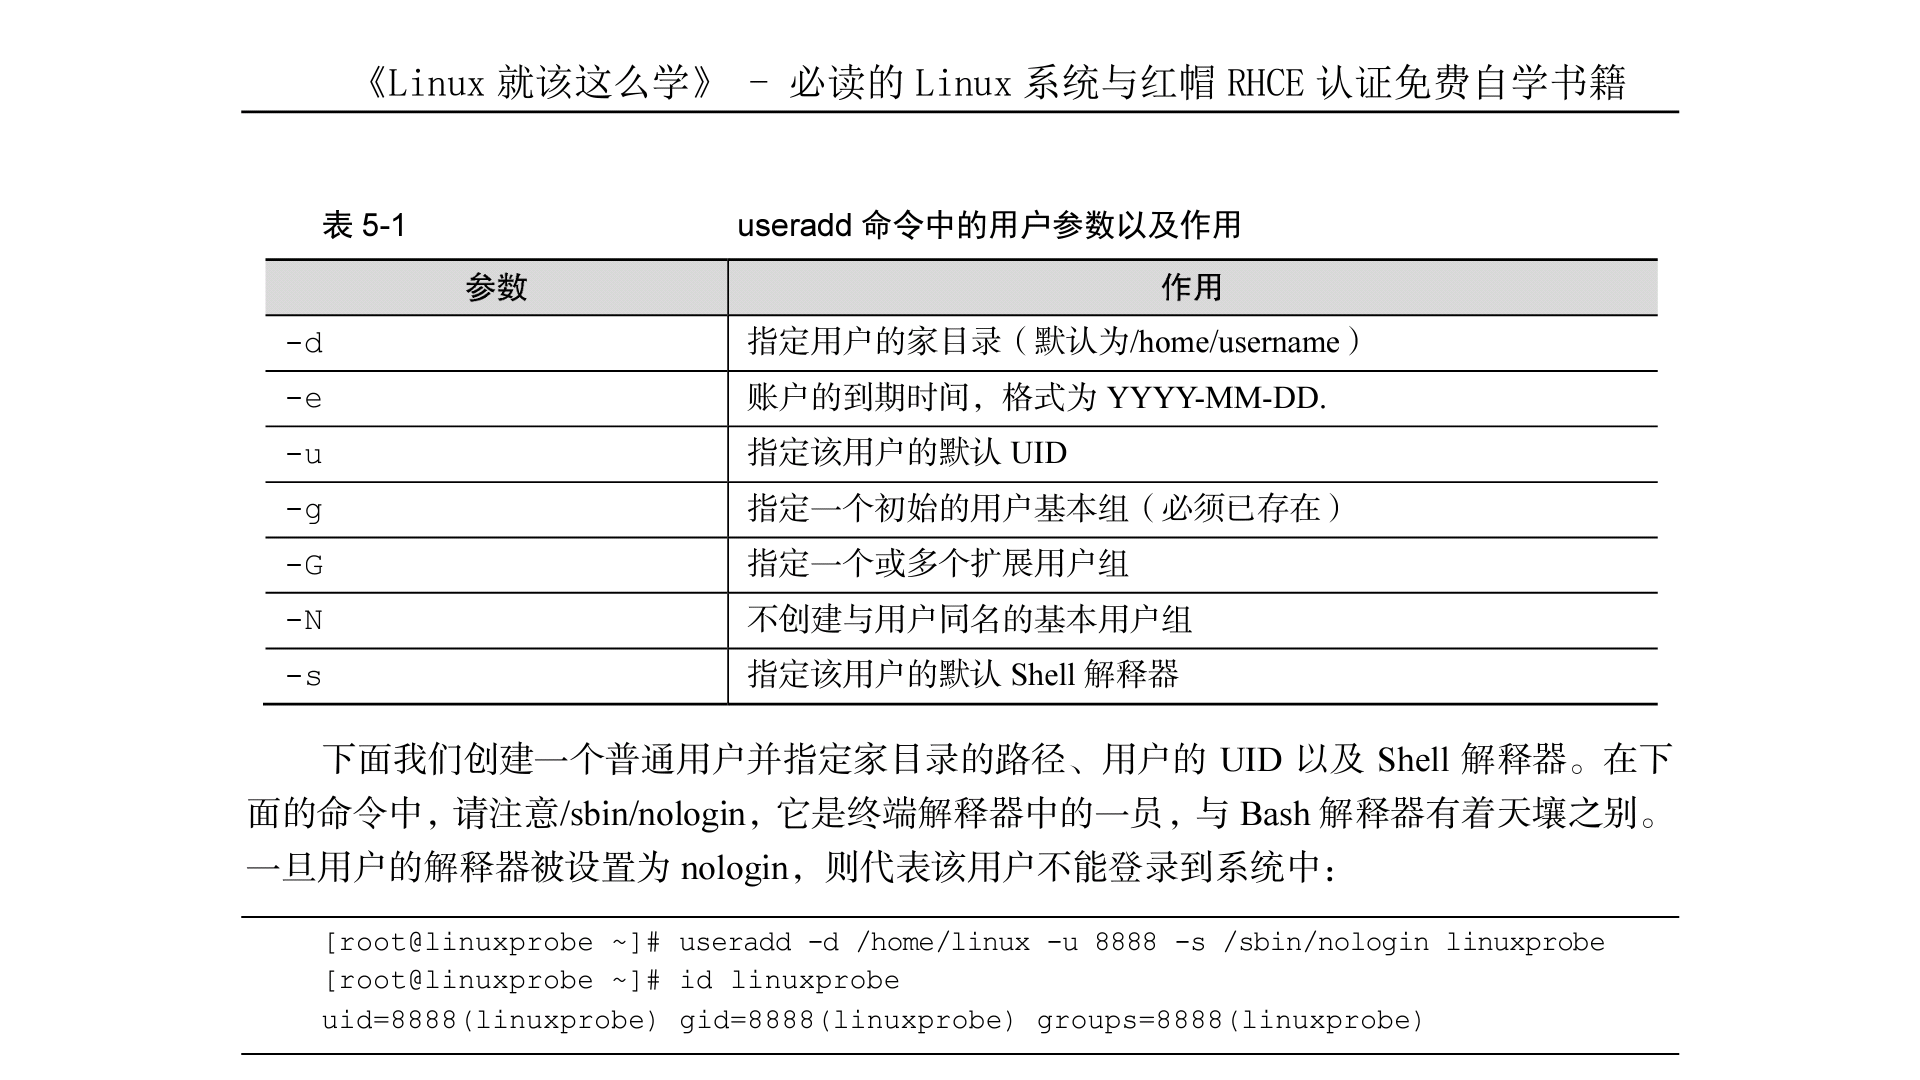 《Linux 就该这么学》 - 必读的 Linux 系统与红帽 RHCE 认证免费自学书籍
表 5-1 useradd 命令中的用户参数以及作用
参数 作用
-d 指定用户的家目录（默认为/home/username）
-e 账户的到期时间，格式为 YYYY-MM-DD.
-u 指定该用户的默认 UID
-g 指定一个初始的用户基本组（必须已存在）
-G 指定一个或多个扩展用户组
-N 不创建与用户同名的基本用户组
-s 指定该用户的默认 Shell 解释器
下面我们创建一个普通用户并指定家目录的路径、用户的 UID 以及 Shell 解释器。在下
面的命令中，请注意/sbin/nologin，它是终端解释器中的一员，与 Bash 解释器有着天壤之别。
一旦用户的解释器被设置为 nologin，则代表该用户不能登录到系统中：
[root@linuxprobe ~]# useradd -d /home/linux -u 8888 -s /sbin/nologin linuxprobe
[root@linuxprobe ~]# id linuxprobe
uid=8888(linuxprobe) gid=8888(linuxprobe) groups=8888(linuxprobe)